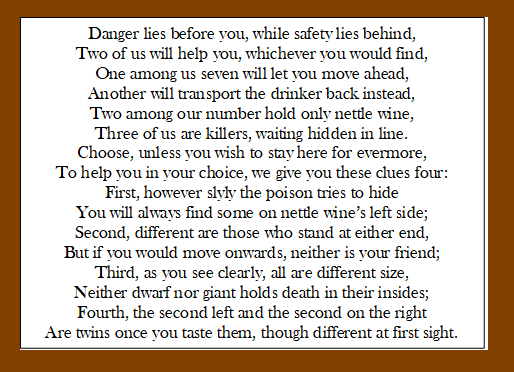 Danger lies before you, while safety lies behind,
Two of us will help you, whichever you would find,
One among us seven will let you move ahead,
Another will transport the drinker back instead,
Two among our number hold only nettle wine,
Three of us are killers, waiting hidden in line.
Choose, unless you wish to stay here for evermore,
To help you in your choice, we give you these clues four:
First, however slyly the poison tries to hide
You will always find some on nettle wine's left side;
Second, different are those who stand at either end,
But if you would move onwards, neither is your friend;
Third, as you see clearly, all are different size,
Neither dwarf nor giant holds death in their insides;
Fourth, the second left and the second on the right
Are twins once you taste them, though different at first sight.